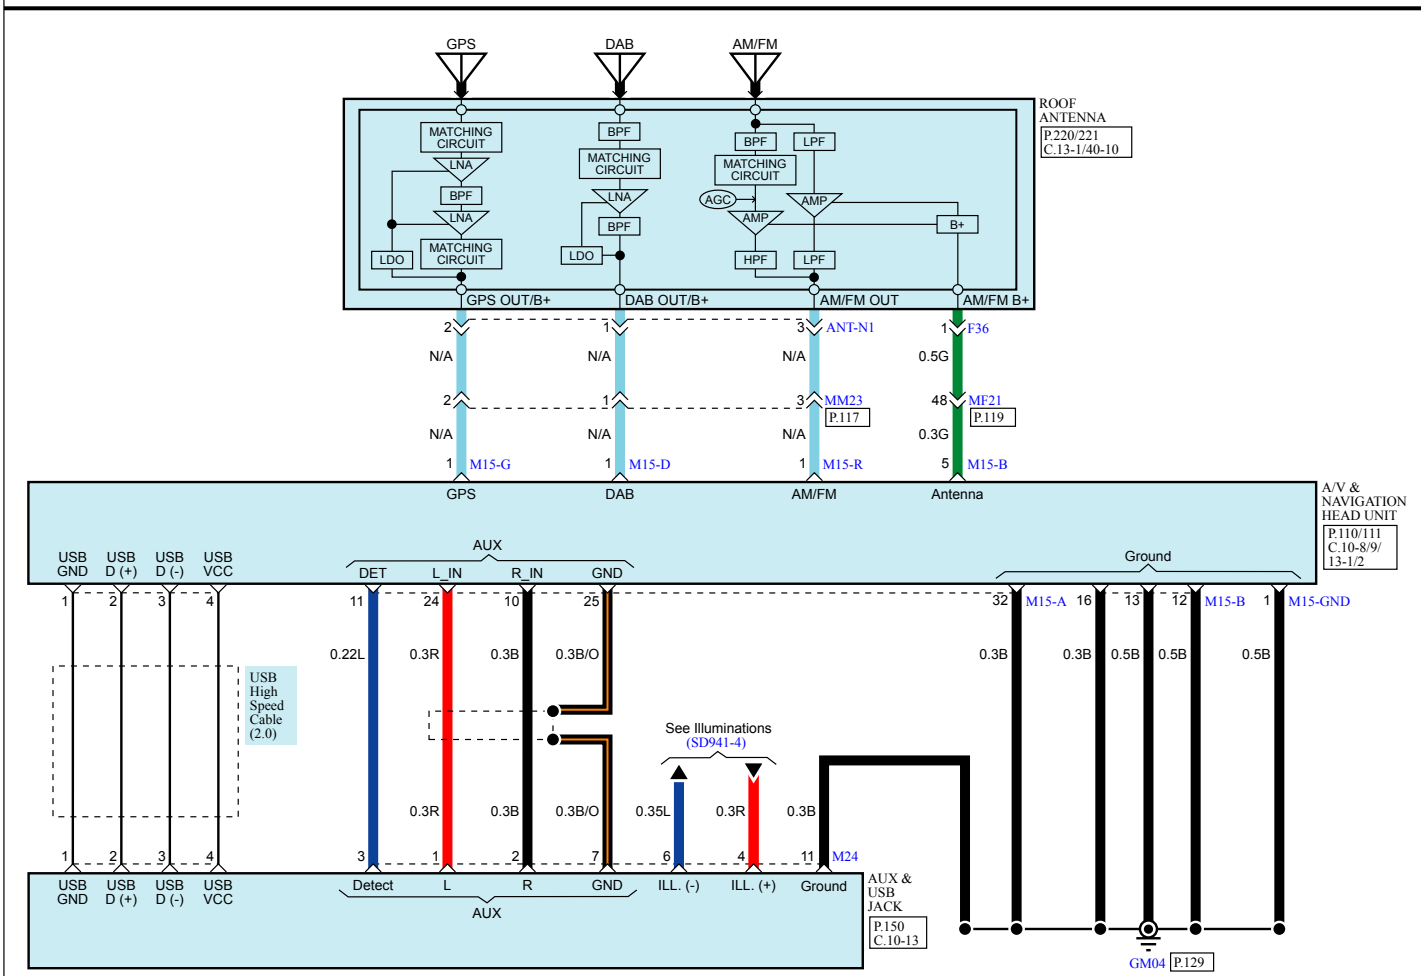 GPS DAB AM/FM
ROOF
ANTENNA
P.220/221
C.13-1/40-10
MATCHING
CIRCUIT
LNA
BPF
LNA
MATCHING
CIRCUIT
LDO
BPF
MATCHING
CIRCUIT
LNA
BPF
LDO
BPF LPF
MATCHING
CIRCUIT
AGC
AMP AMP
B+
HPF LPF
GPS OUT/B+ DAB OUT/B+ AM/FM OUT AM/FM B+
2 1 3 ANT-N1 1 F36
N/A N/A N/A 0.5G
2 1 3 MM23 48 MF21
P.117 P.119
N/A N/A N/A 0.3G
1 M15-G 1 M15-D 1 M15-R 5 M15-B
GPS DAB AM/FM Antenna
A/V &
NAVIGATION
HEAD UNIT
P.110/111
C.10-8/9/
13-1/2
USB
GND
USB
D (+)
USB
D (-)
USB
VCC
AUX
DET L_IN R_IN GND
Ground
1 2 3 4 11 24 10 25 32 M15-A 16 13 12 M15-B 1 M15-GND
0.22L 0.3R 0.3B 0.3B/O 0.3B 0.3B 0.5B 0.5B 0.5B
USB
High
Speed
Cable
(2.0)
See Illuminations
(SD941-4)
0.3R 0.3B 0.3B/O 0.35L 0.3R 0.3B
1 2 3 4 3 1 2 7 6 4 11 M24
USB
GND
USB
D (+)
USB
D (-)
USB
VCC
Detect L R GND ILL. (-) ILL. (+) Ground
AUX
AUX &
USB
JACK
P.150
C.10-13
GM04 P.129